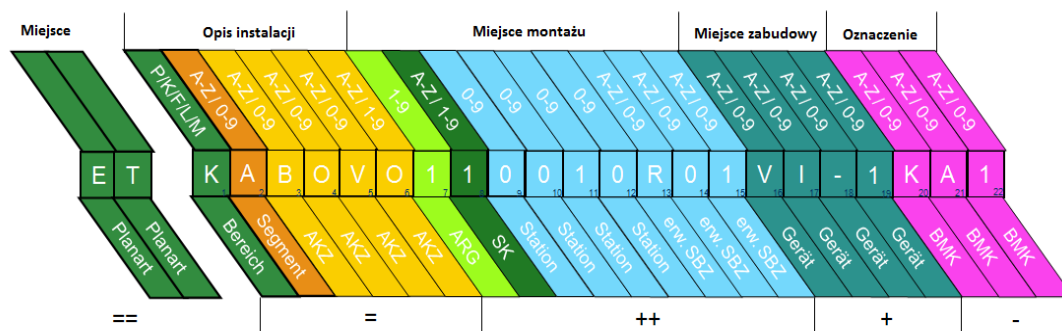 Miejsce Opis instalacji Miejsce montażu Miejsce zabudowy Oznaczenie
P/K/F/L/M
A-Z / 0-9
A-Z / 0-9
A-Z / 0-9
A-Z / 0-9
A-Z / 1-9
1-9
A-Z / 1-9
0-9
0-9
0-9
0-9
A-Z / 0-9
A-Z / 0-9
A-Z / 0-9
A-Z / 0-9
A-Z / 0-9
A-Z / 0-9
A-Z / 0-9
A-Z / 0-9
A-Z / 0-9
A-Z / 0-9
E T K A B O V O 1 1 0 0 1 0 R 0 1 V I - 1 K A 1
1 2 3 4 5 6 7 8 9 10 11 12 13 14 15 16 17 18 19 20 21 22
Planart
Planart
Bereich
Segment
AKZ
AKZ
AKZ
AKZ
ARG
SK
Station
Station
Station
Station
erw. SBZ
erw. SBZ
erw. SBZ
Gerät
Gerät
Gerät
Gerät
BMK
BMK
BMK
== = ++ + -